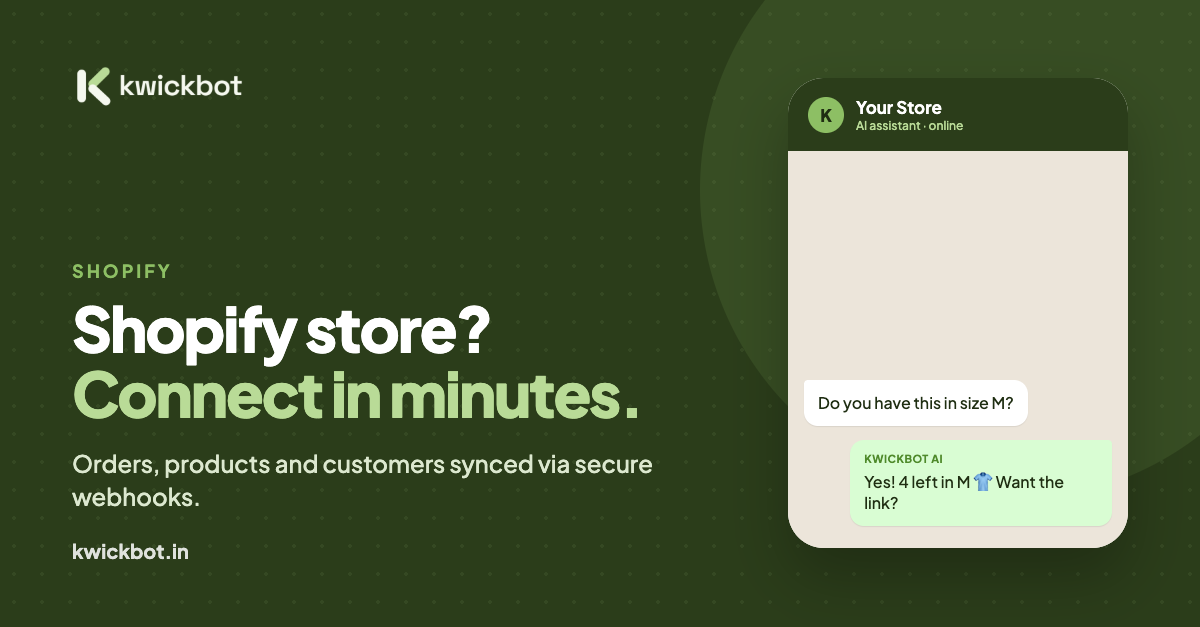 kwickbot
SHOPIFY
Shopify store?
Connect in minutes.
Orders, products and customers synced via secure
webhooks.
kwickbot.in
K
Your Store
AI assistant · online
Do you have this in size M?
KWICKBOT AI
Yes! 4 left in M 👕 Want the
link?